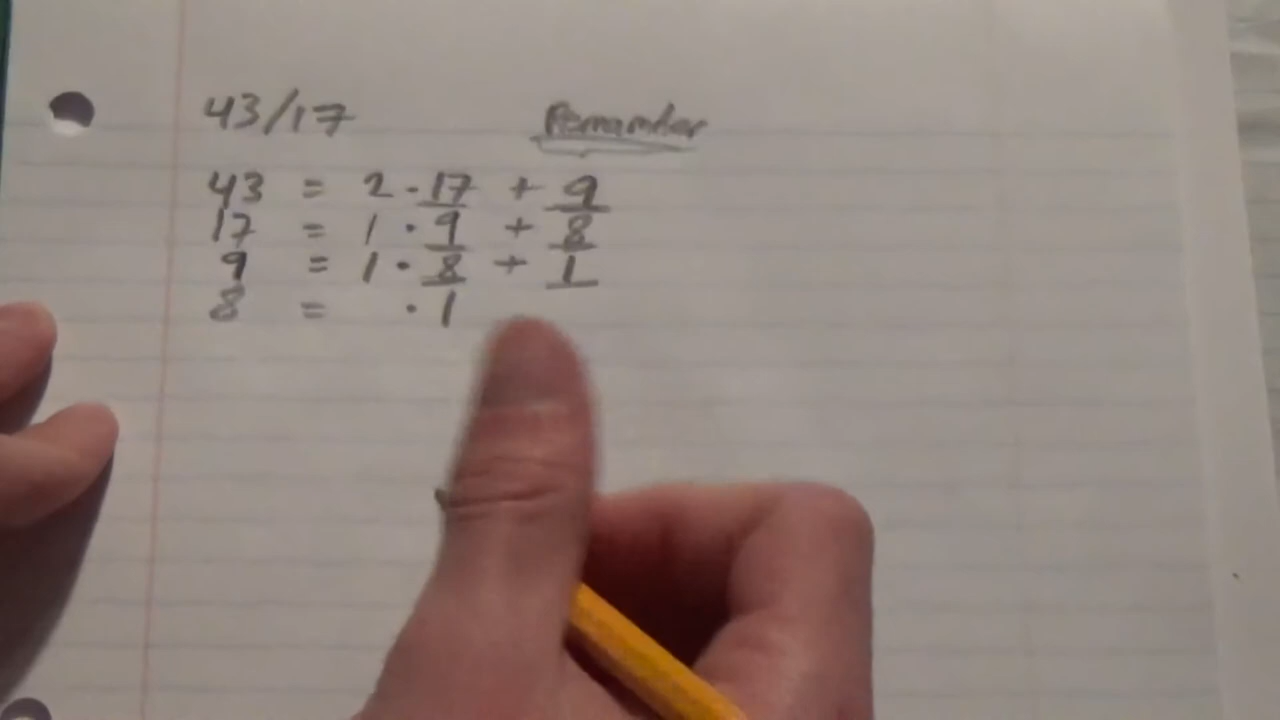 43/17
Remainder
43 = 2 · 17 + 9
17 = 1 · 9 + 8
9 = 1 · 8 + 1
8 = · 1